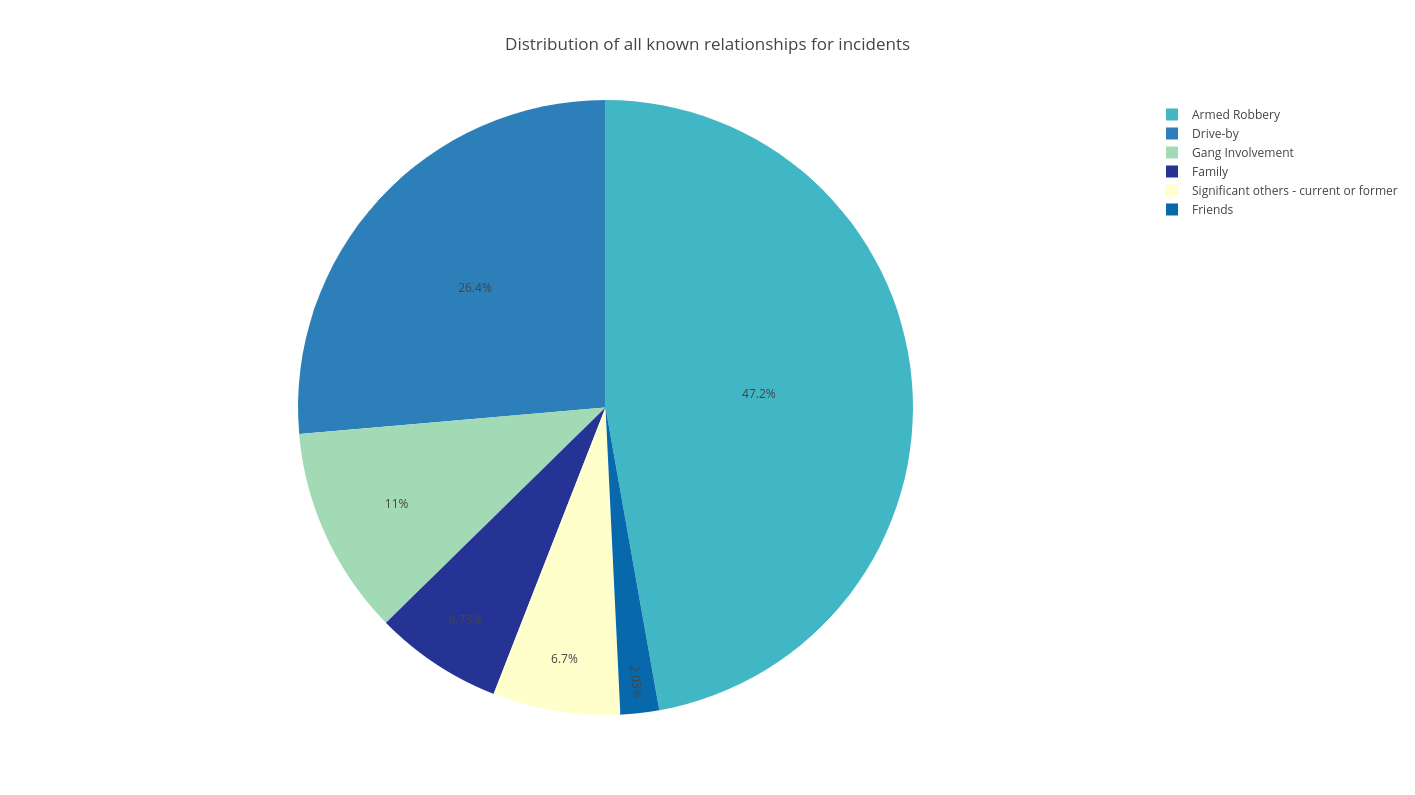 Distribution of all known relationships for incidents
Armed Robbery
Drive-by
Gang Involvement
Family
Significant others - current or former
Friends
26.4%
47.2%
11%
6.73%
6.7%
2.03%